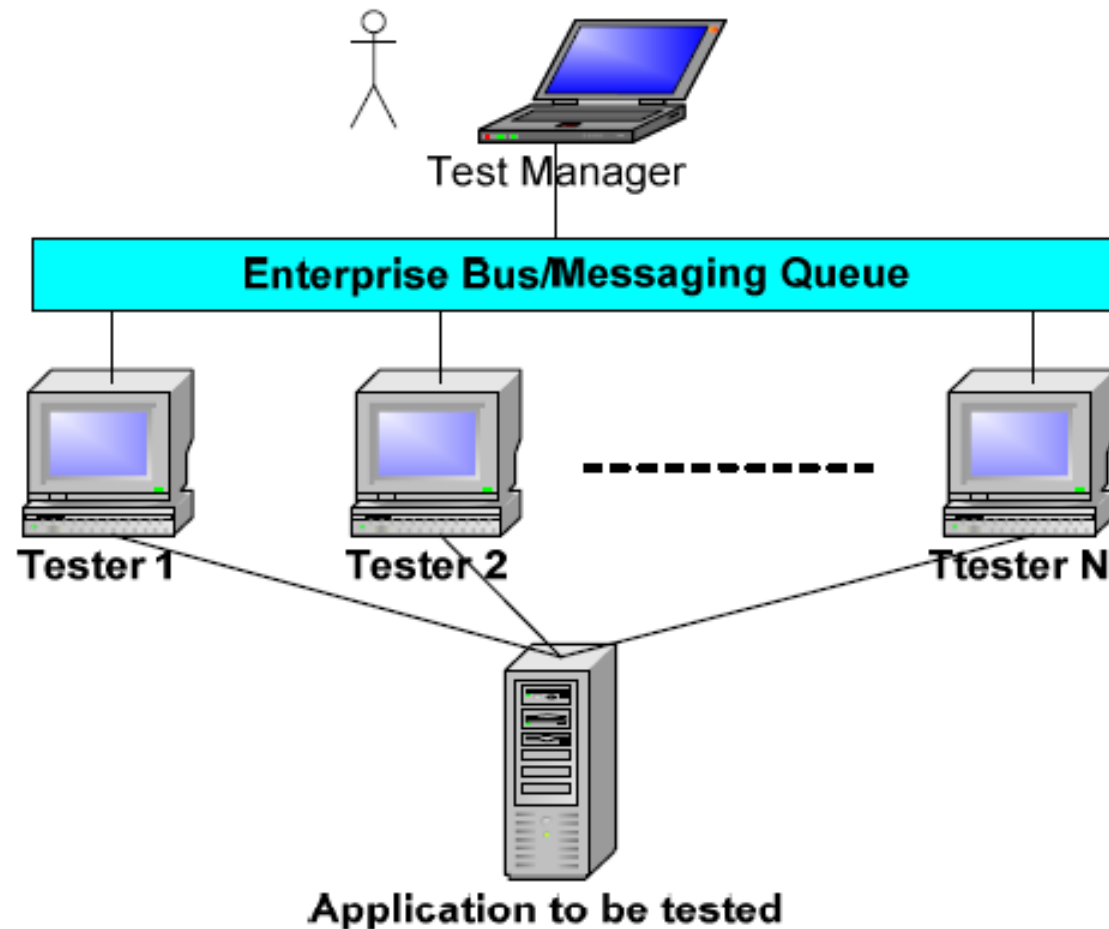 Test Manager
Enterprise Bus/Messaging Queue
Tester 1
Tester 2
Ttester N
Application to be tested